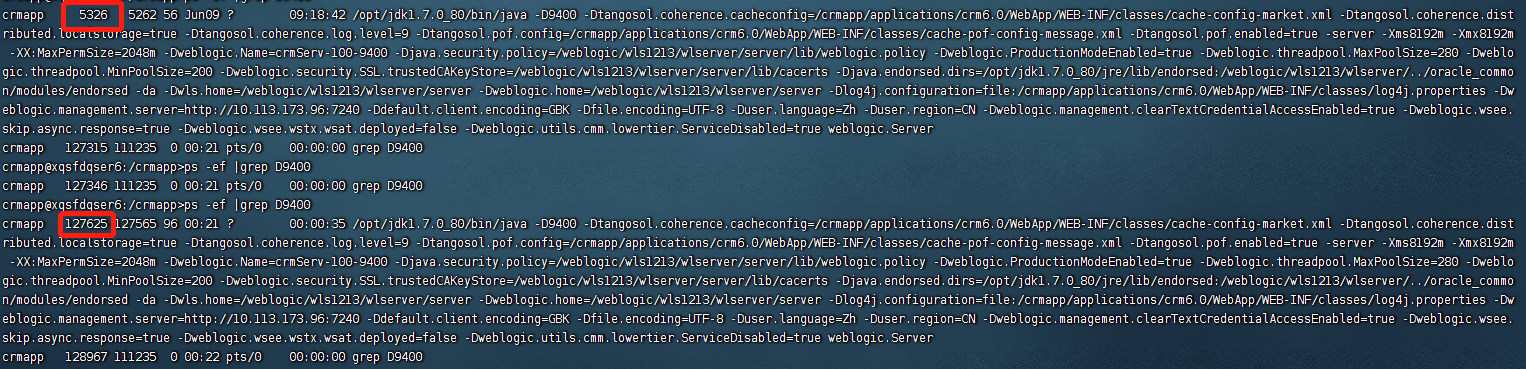 crmapp 5326 5262 56 Jun09 ? 09:18:42 /opt/jdk1.7.0_80/bin/java -D9400 -Dtangosol.coherence.cacheconfig=/crmapp/applications/crm6.0/WebApp/WEB-INF/classes/cache-config-market.xml -Dtangosol.coherence.dist
ributed.localstorage=true -Dtangosol.coherence.log.level=9 -Dtangosol.pof.config=/crmapp/applications/crm6.0/WebApp/WEB-INF/classes/cache-pof-config-message.xml -Dtangosol.pof.enabled=true -server -Xms8192m -Xmx8192m
-XX:MaxPermSize=2048m -Dweblogic.Name=crmServ-100-9400 -Djava.security.policy=/weblogic/wls1213/wlserver/server/lib/weblogic.policy -Dweblogic.ProductionModeEnabled=true -Dweblogic.threadpool.MaxPoolSize=280 -Dweblo
gic.threadpool.MinPoolSize=200 -Dweblogic.security.SSL.trustedCAKeyStore=/weblogic/wls1213/wlserver/server/lib/cacerts -Djava.endorsed.dirs=/opt/jdk1.7.0_80/jre/lib/endorsed:/weblogic/wls1213/wlserver/../oracle_commo
n/modules/endorsed -da -Dwls.home=/weblogic/wls1213/wlserver/server -Dweblogic.home=/weblogic/wls1213/wlserver/server -Dlog4j.configuration=file:/crmapp/applications/crm6.0/WebApp/WEB-INF/classes/log4j.properties -Dw
eblogic.management.server=http://10.113.173.96:7240 -Ddefault.client.encoding=GBK -Dfile.encoding=UTF-8 -Duser.language=Zh -Duser.region=CN -Dweblogic.management.clearTextCredentialAccessEnabled=true -Dweblogic.wsee.
skip.async.response=true -Dweblogic.wsee.wstx.wsat.deployed=false -Dweblogic.utils.cmm.lowertier.ServiceDisabled=true weblogic.Server
crmapp 127315 111235 0 00:21 pts/0 00:00:00 grep D9400
crmapp@xqsfdqser6:/crmapp>ps -ef |grep D9400
crmapp 127346 111235 0 00:21 pts/0 00:00:00 grep D9400
crmapp@xqsfdqser6:/crmapp>ps -ef |grep D9400
crmapp 127625 127565 96 00:21 ? 00:00:35 /opt/jdk1.7.0_80/bin/java -D9400 -Dtangosol.coherence.cacheconfig=/crmapp/applications/crm6.0/WebApp/WEB-INF/classes/cache-config-market.xml -Dtangosol.coherence.dist
ributed.localstorage=true -Dtangosol.coherence.log.level=9 -Dtangosol.pof.config=/crmapp/applications/crm6.0/WebApp/WEB-INF/classes/cache-pof-config-message.xml -Dtangosol.pof.enabled=true -server -Xms8192m -Xmx8192m
-XX:MaxPermSize=2048m -Dweblogic.Name=crmServ-100-9400 -Djava.security.policy=/weblogic/wls1213/wlserver/server/lib/weblogic.policy -Dweblogic.ProductionModeEnabled=true -Dweblogic.threadpool.MaxPoolSize=280 -Dweblo
gic.threadpool.MinPoolSize=200 -Dweblogic.security.SSL.trustedCAKeyStore=/weblogic/wls1213/wlserver/server/lib/cacerts -Djava.endorsed.dirs=/opt/jdk1.7.0_80/jre/lib/endorsed:/weblogic/wls1213/wlserver/../oracle_commo
n/modules/endorsed -da -Dwls.home=/weblogic/wls1213/wlserver/server -Dweblogic.home=/weblogic/wls1213/wlserver/server -Dlog4j.configuration=file:/crmapp/applications/crm6.0/WebApp/WEB-INF/classes/log4j.properties -Dw
eblogic.management.server=http://10.113.173.96:7240 -Ddefault.client.encoding=GBK -Dfile.encoding=UTF-8 -Duser.language=Zh -Duser.region=CN -Dweblogic.management.clearTextCredentialAccessEnabled=true -Dweblogic.wsee.
skip.async.response=true -Dweblogic.wsee.wstx.wsat.deployed=false -Dweblogic.utils.cmm.lowertier.ServiceDisabled=true weblogic.Server
crmapp 128967 111235 0 00:22 pts/0 00:00:00 grep D9400